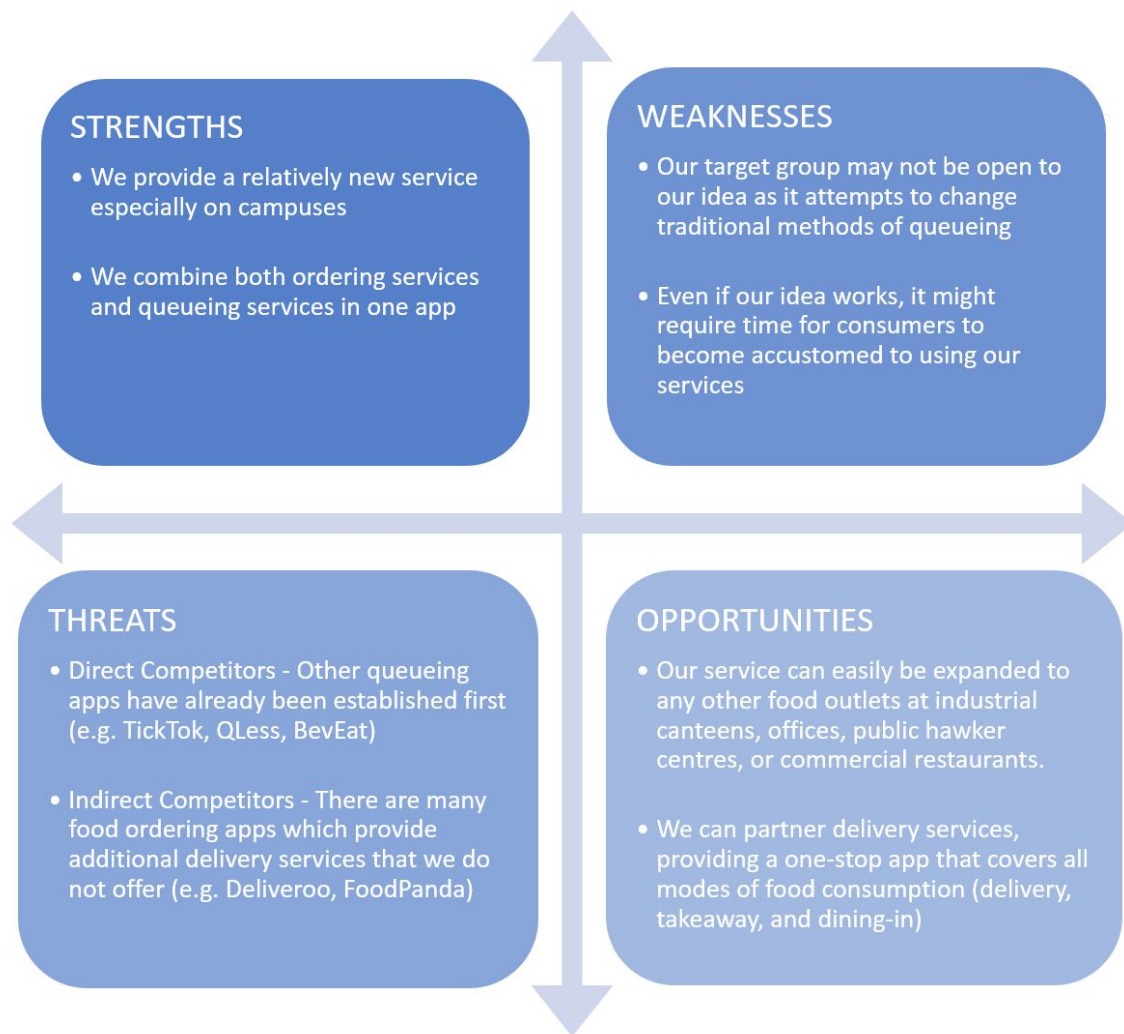 STRENGTHS
• We provide a relatively new service
especially on campuses
• We combine both ordering services
and queueing services in one app
WEAKNESSES
• Our target group may not be open to
our idea as it attempts to change
traditional methods of queueing
• Even if our idea works, it might
require time for consumers to
become accustomed to using our
services
THREATS
• Direct Competitors - Other queueing
apps have already been established first
(e.g. TickTok, QLess, BevEat)
• Indirect Competitors - There are many
food ordering apps which provide
additional delivery services that we do
not offer (e.g. Deliveroo, FoodPanda)
OPPORTUNITIES
• Our service can easily be expanded to
any other food outlets at industrial
canteens, offices, public hawker
centres, or commercial restaurants.
• We can partner delivery services,
providing a one-stop app that covers all
modes of food consumption (delivery,
takeaway, and dining-in)